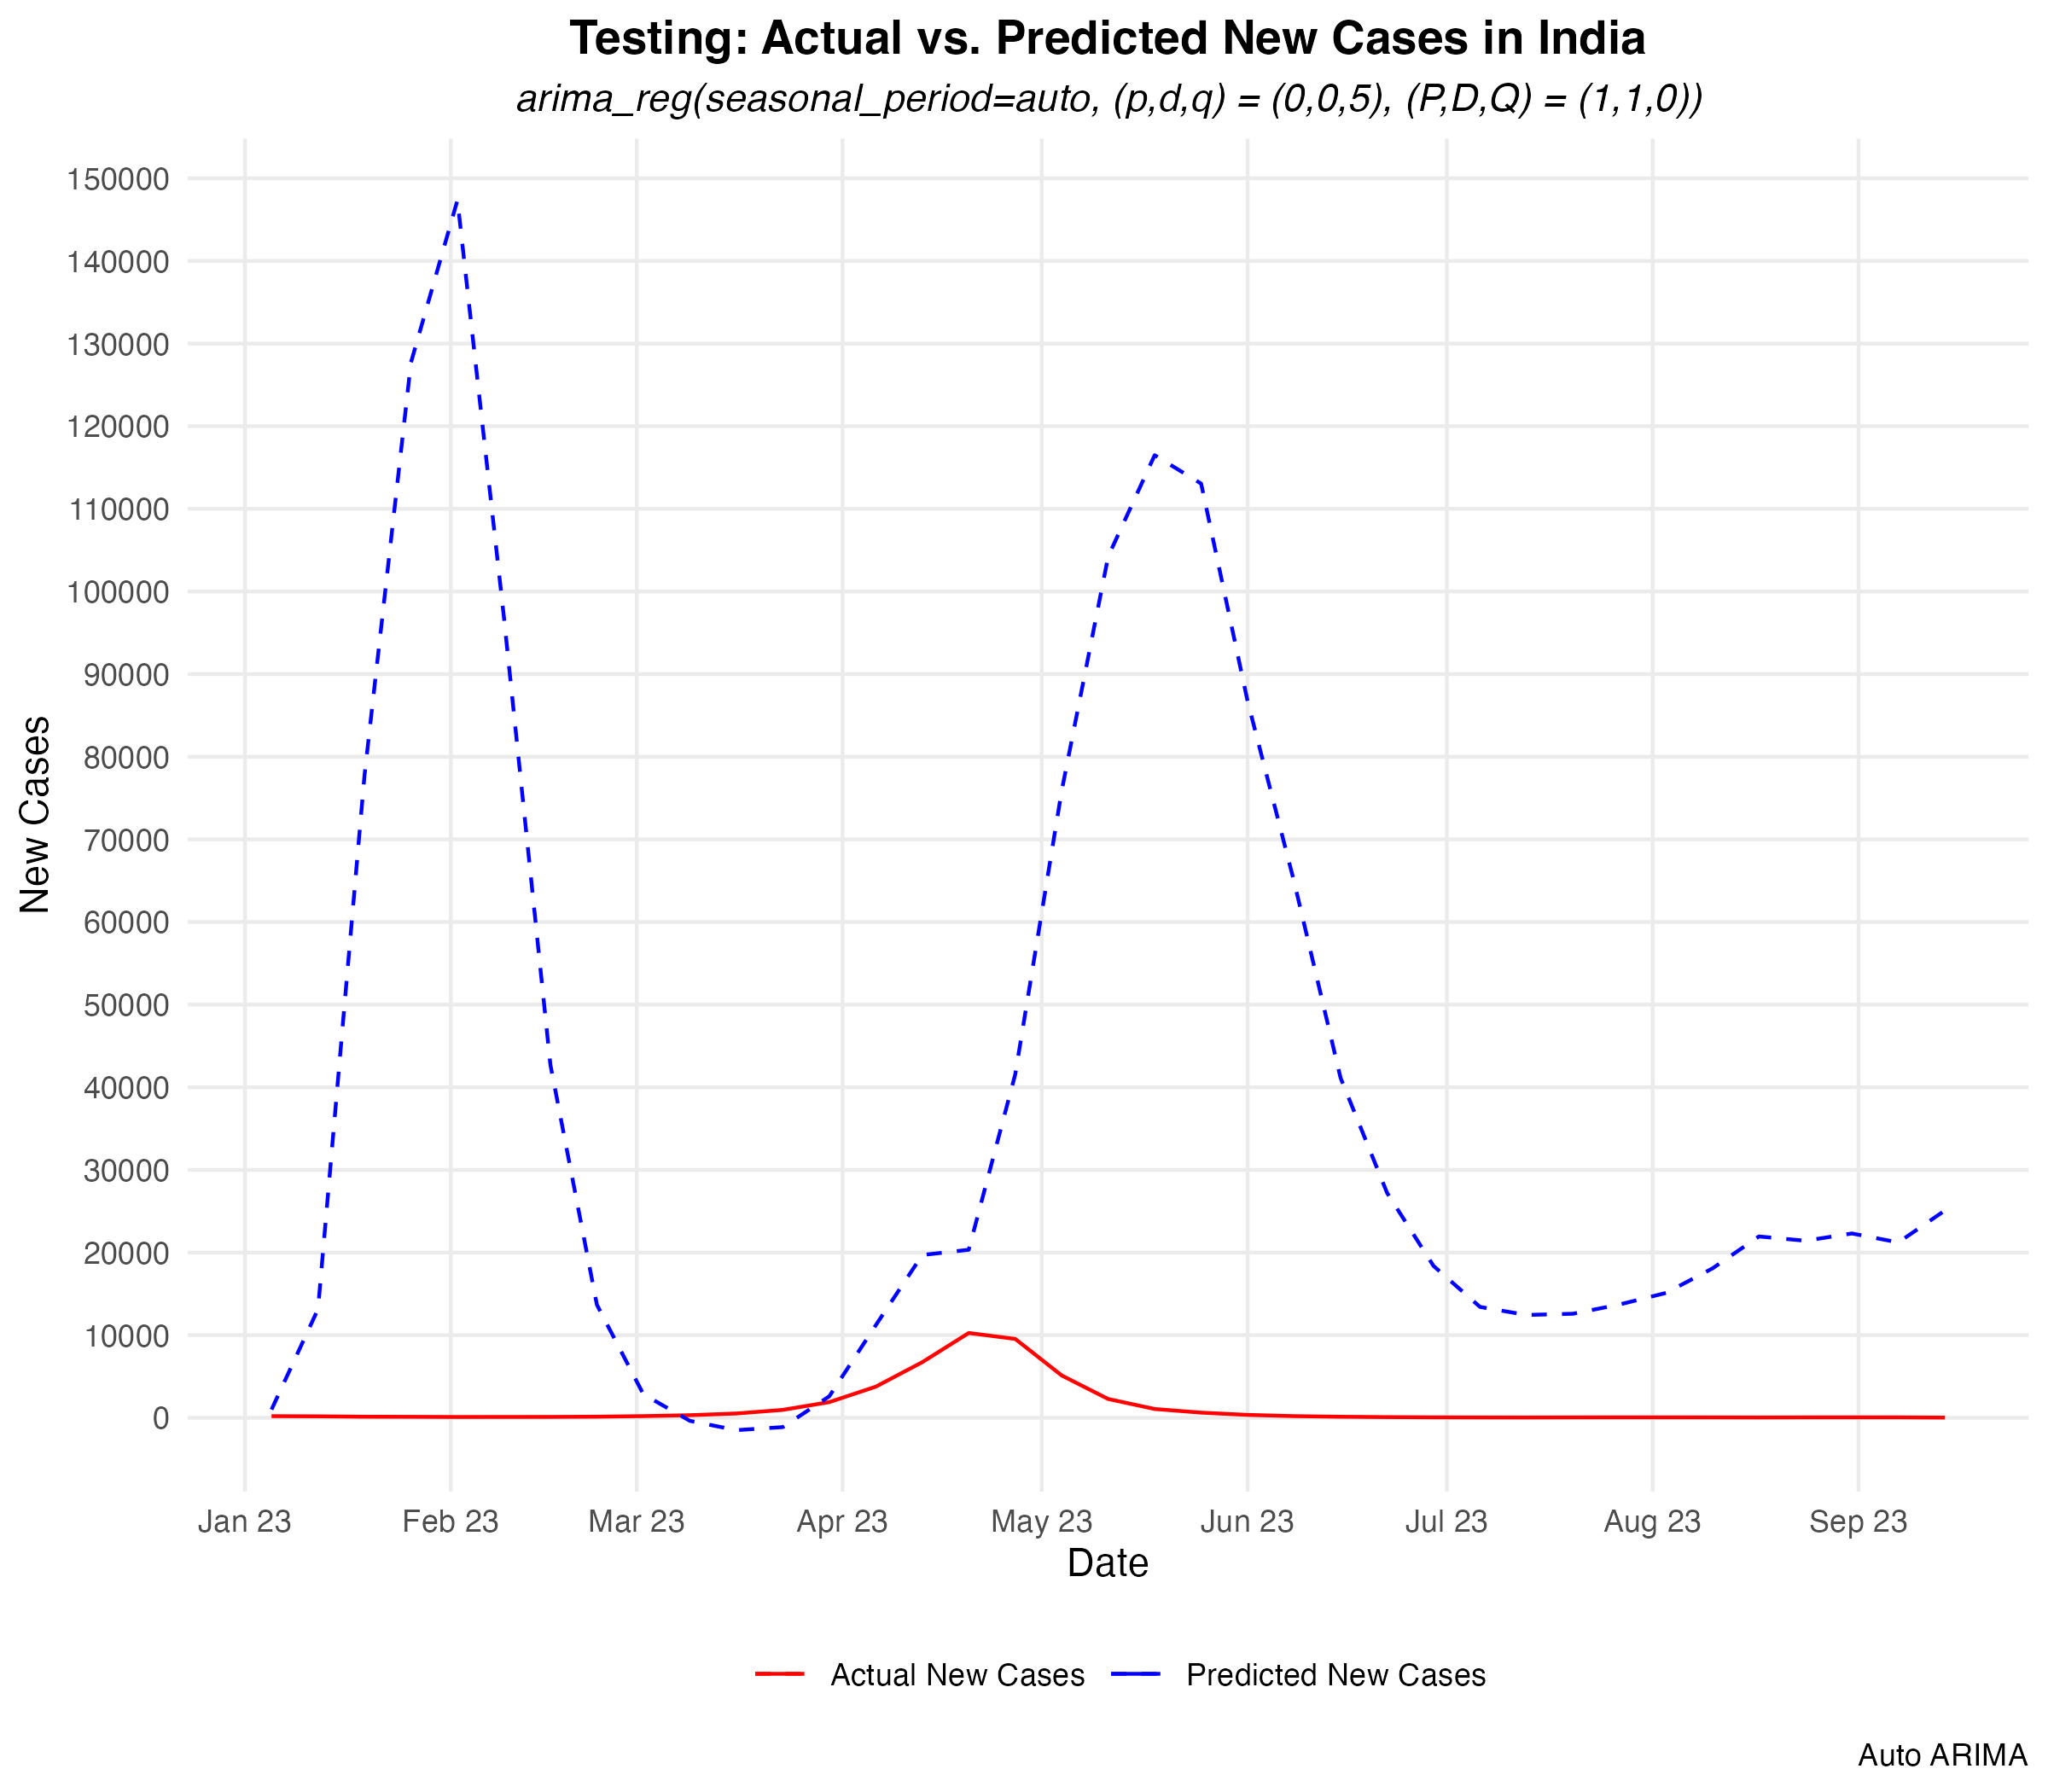 Testing: Actual vs. Predicted New Cases in India
arima_reg(seasonal_period=auto, (p,d,q) = (0,0,5), (P,D,Q) = (1,1,0))
New Cases
150000
140000
130000
120000
110000
100000
90000
80000
70000
60000
50000
40000
30000
20000
10000
0
Jan 23 Feb 23 Mar 23 Apr 23 May 23 Jun 23 Jul 23 Aug 23 Sep 23
Date
Actual New Cases Predicted New Cases
Auto ARIMA